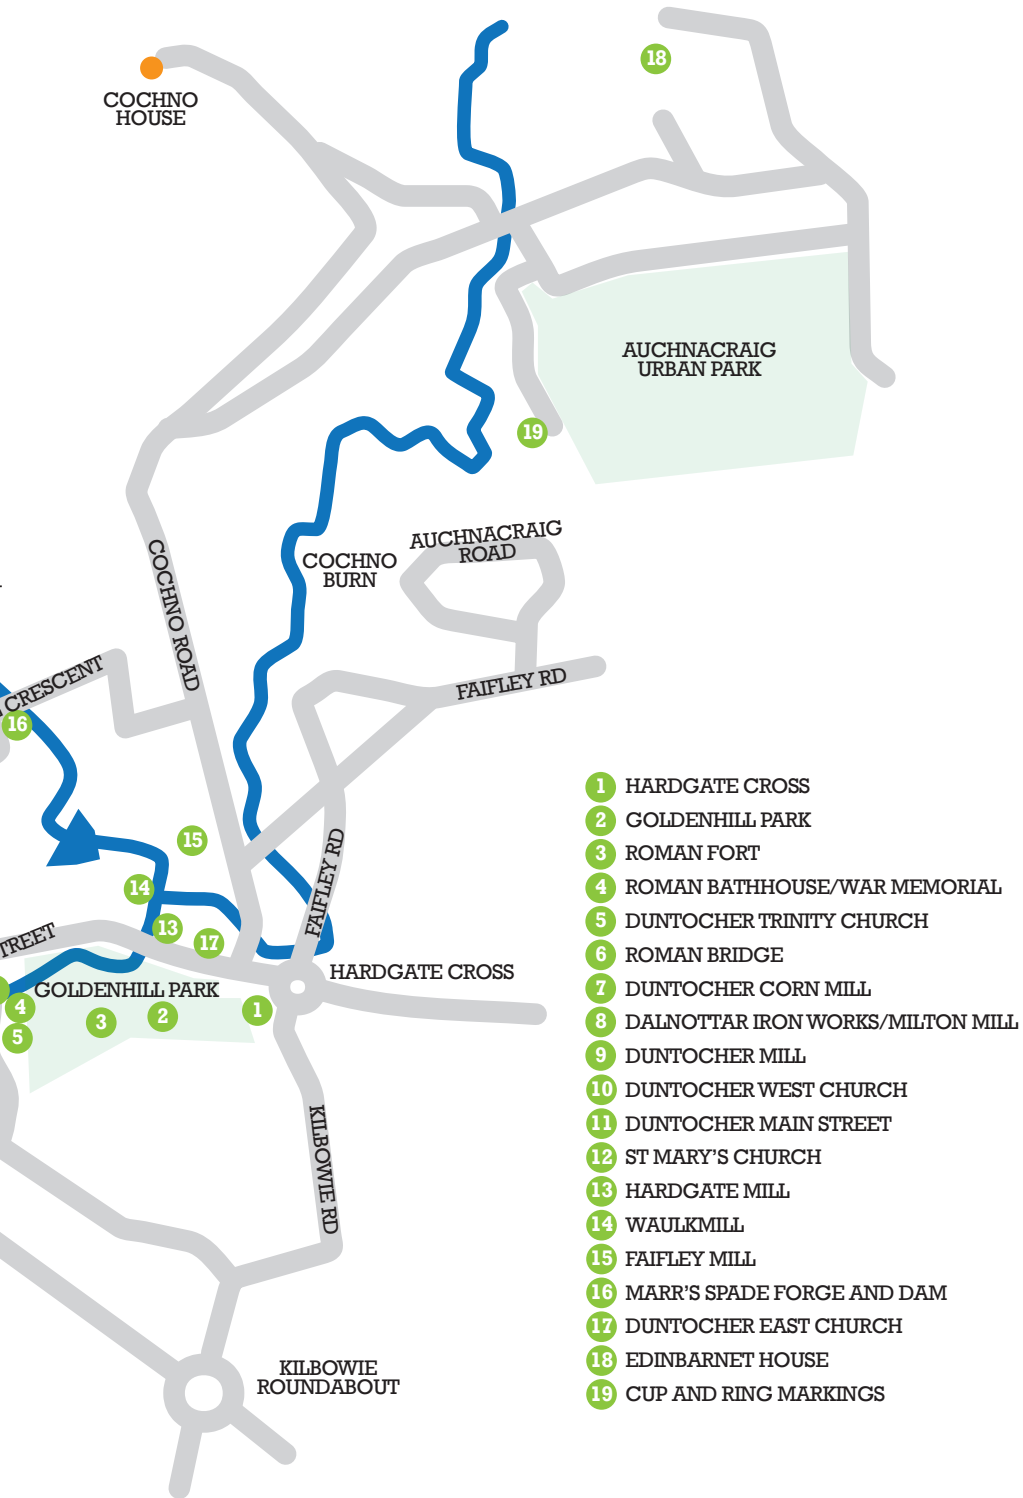 18
COCHNO
HOUSE
AUCHNACRAIG
URBAN PARK
19
AUCHNACRAIG
ROAD
COCHNO
BURN
COCHNO ROAD
CRESCENT
FAIFLEY RD
16
15
FAIFLEY RD
14
13
17
TREET
HARDGATE CROSS
GOLDENHILL PARK
4
3
2
1
5
KILBOWIE RD
KILBOWIE
ROUNDABOUT
1 HARDGATE CROSS
2 GOLDENHILL PARK
3 ROMAN FORT
4 ROMAN BATHHOUSE/WAR MEMORIAL
5 DUNTOCHER TRINITY CHURCH
6 ROMAN BRIDGE
7 DUNTOCHER CORN MILL
8 DALNOTTAR IRON WORKS/MILTON MILL
9 DUNTOCHER MILL
10 DUNTOCHER WEST CHURCH
11 DUNTOCHER MAIN STREET
12 ST MARY'S CHURCH
13 HARDGATE MILL
14 WAULKMILL
15 FAIFLEY MILL
16 MARR'S SPADE FORGE AND DAM
17 DUNTOCHER EAST CHURCH
18 EDINBARNET HOUSE
19 CUP AND RING MARKINGS